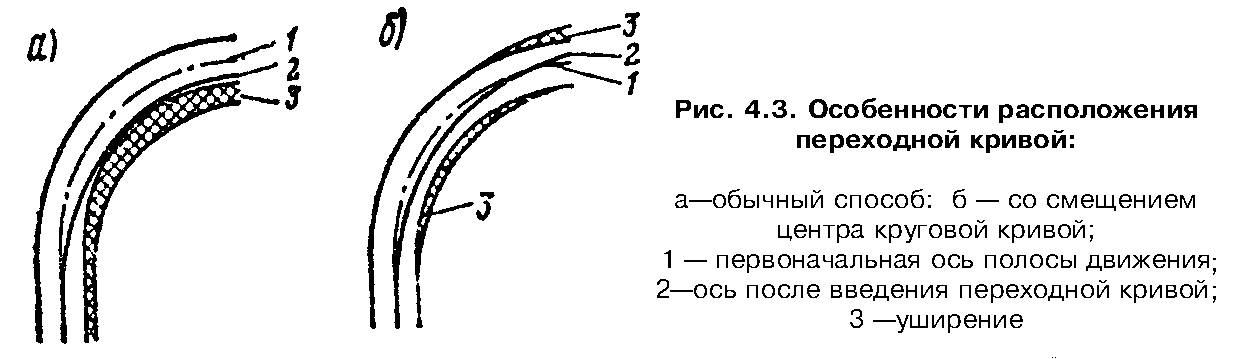 а)
1
2
3
б)
3
2
1
3
Рис. 4.3. Особенности расположения
переходной кривой:
а—обычный способ: б — со смещением
центра круговой кривой;
1 — первоначальная ось полосы движения;
2—ось после введения переходной кривой;
3 —уширение